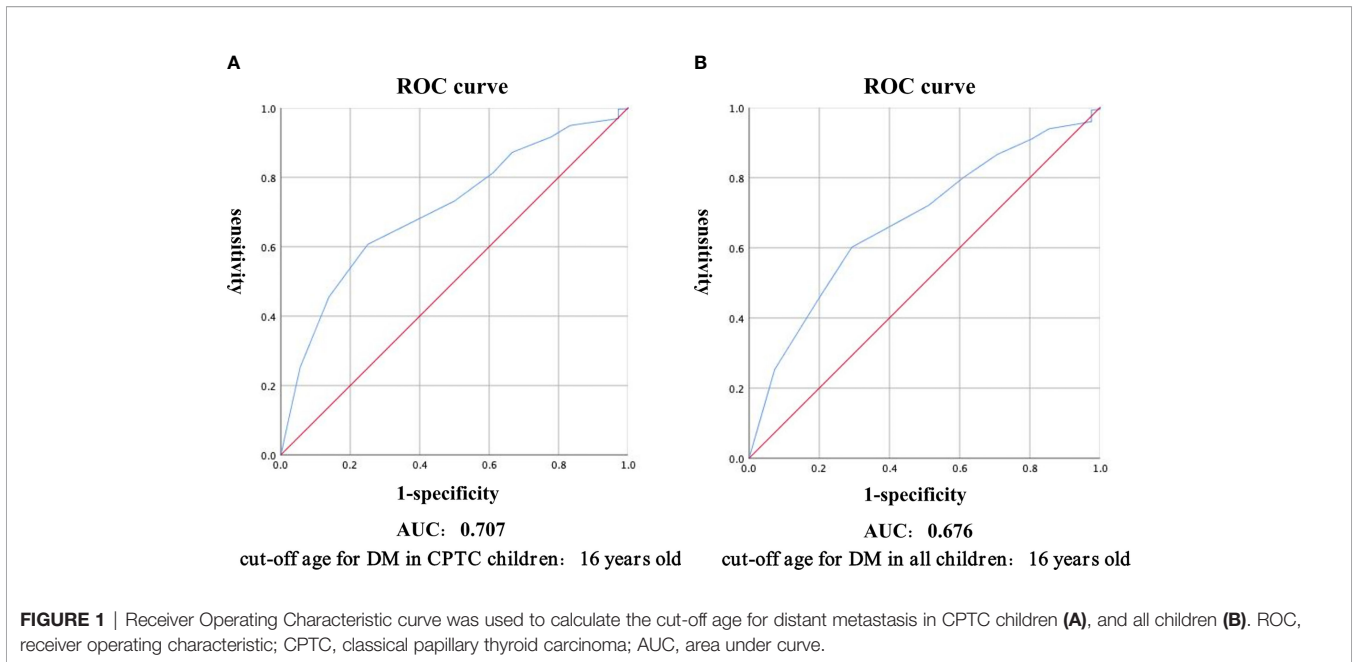 A
ROC curve
1.0
0.8
0.6
0.4
0.2
0.0
sensitivity
0.0 0.2 0.4 0.6 0.8 1.0
1-specificity
AUC： 0.707
cut-off age for DM in CPTC children： 16 years old
B
ROC curve
1.0
0.8
0.6
0.4
0.2
0.0
sensitivity
0.0 0.2 0.4 0.6 0.8 1.0
1-specificity
AUC： 0.676
cut-off age for DM in all children： 16 years old
FIGURE 1 | Receiver Operating Characteristic curve was used to calculate the cut-off age for distant metastasis in CPTC children (A), and all children (B). ROC,
receiver operating characteristic; CPTC, classical papillary thyroid carcinoma; AUC, area under curve.